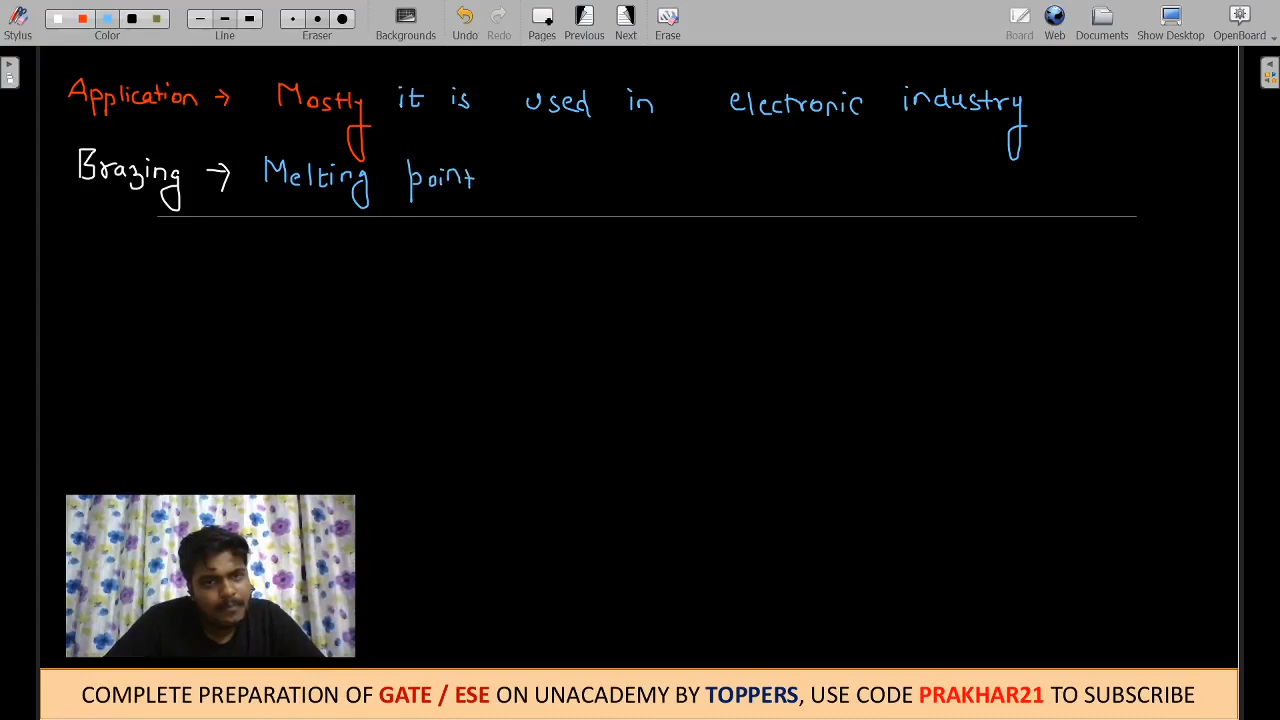 Stylus
Color
Line
Eraser
Backgrounds
Undo
Redo
Pages
Previous
Next
Erase
Board
Web
Documents
Show Desktop
OpenBoard
Application → Mostly it is used in electronic industry
Brazing → Melting point
COMPLETE PREPARATION OF GATE / ESE ON UNACADEMY BY TOPPERS, USE CODE PRAKHAR21 TO SUBSCRIBE